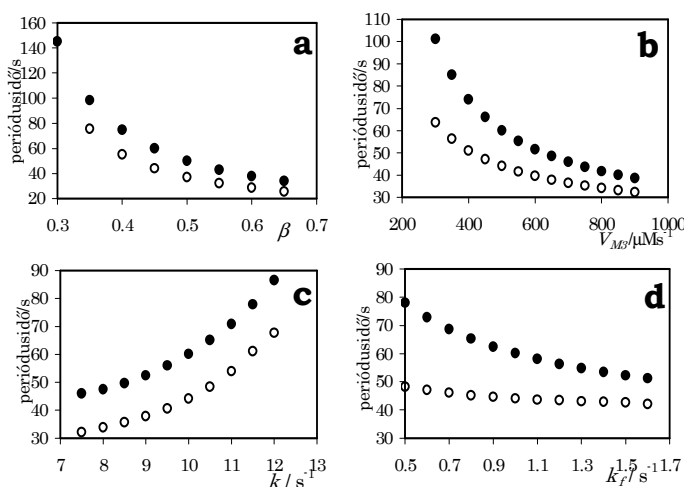 a
periódusidő/s
160
140
120
100
80
60
40
20
0.3 0.4 0.5 0.6 0.7
β
b
periódusidő/s
110
100
90
80
70
60
50
40
30
200 400 600 800 1000
V_M3/µMs⁻¹
c
periódusidő/s
90
80
70
60
50
40
30
7 8 9 10 11 12 13
k / s⁻¹
d
periódusidő/s
90
80
70
60
50
40
30
0.5 0.7 0.9 1.1 1.3 1.5 1.7
k_f / s⁻¹